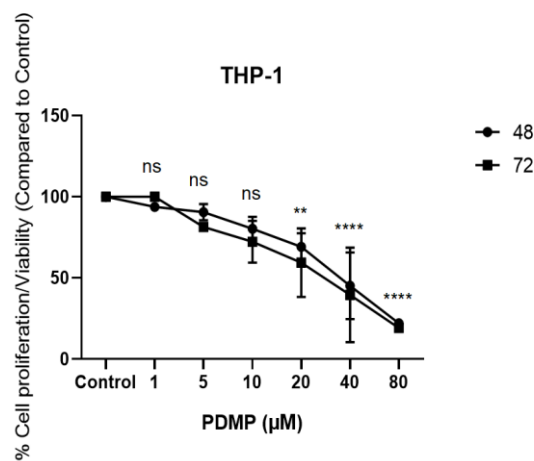 THP-1
% Cell proliferation/Viability (Compared to Control)
150
100
50
0
ns
ns
ns
**
****
****
48
72
Control 1 5 10 20 40 80
PDMP (µM)